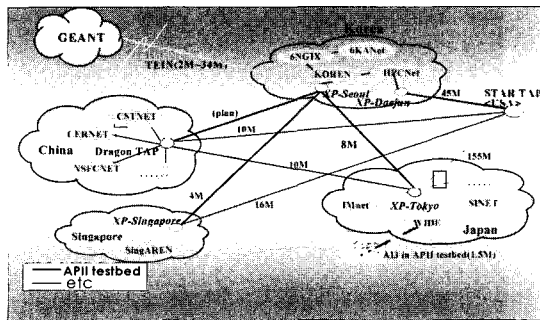 GEANT
Korea
6NGIX
6KANet
TEIN(2M~34M)
KOREN
HPCNet
XP-Seoul
XP-Daejun
45M
STAR TAP
<USA>
CSTNET
(plan)
CERNET
10M
China
Dragon TAP
8M
NSFCNET
10M
155M
4M
16M
XP-Singapore
IMnet
XP-Tokyo
SINET
Singapore
WIDE
Japan
SingAREN
AI3 in APII testbed(1.5M)
APII testbed
etc